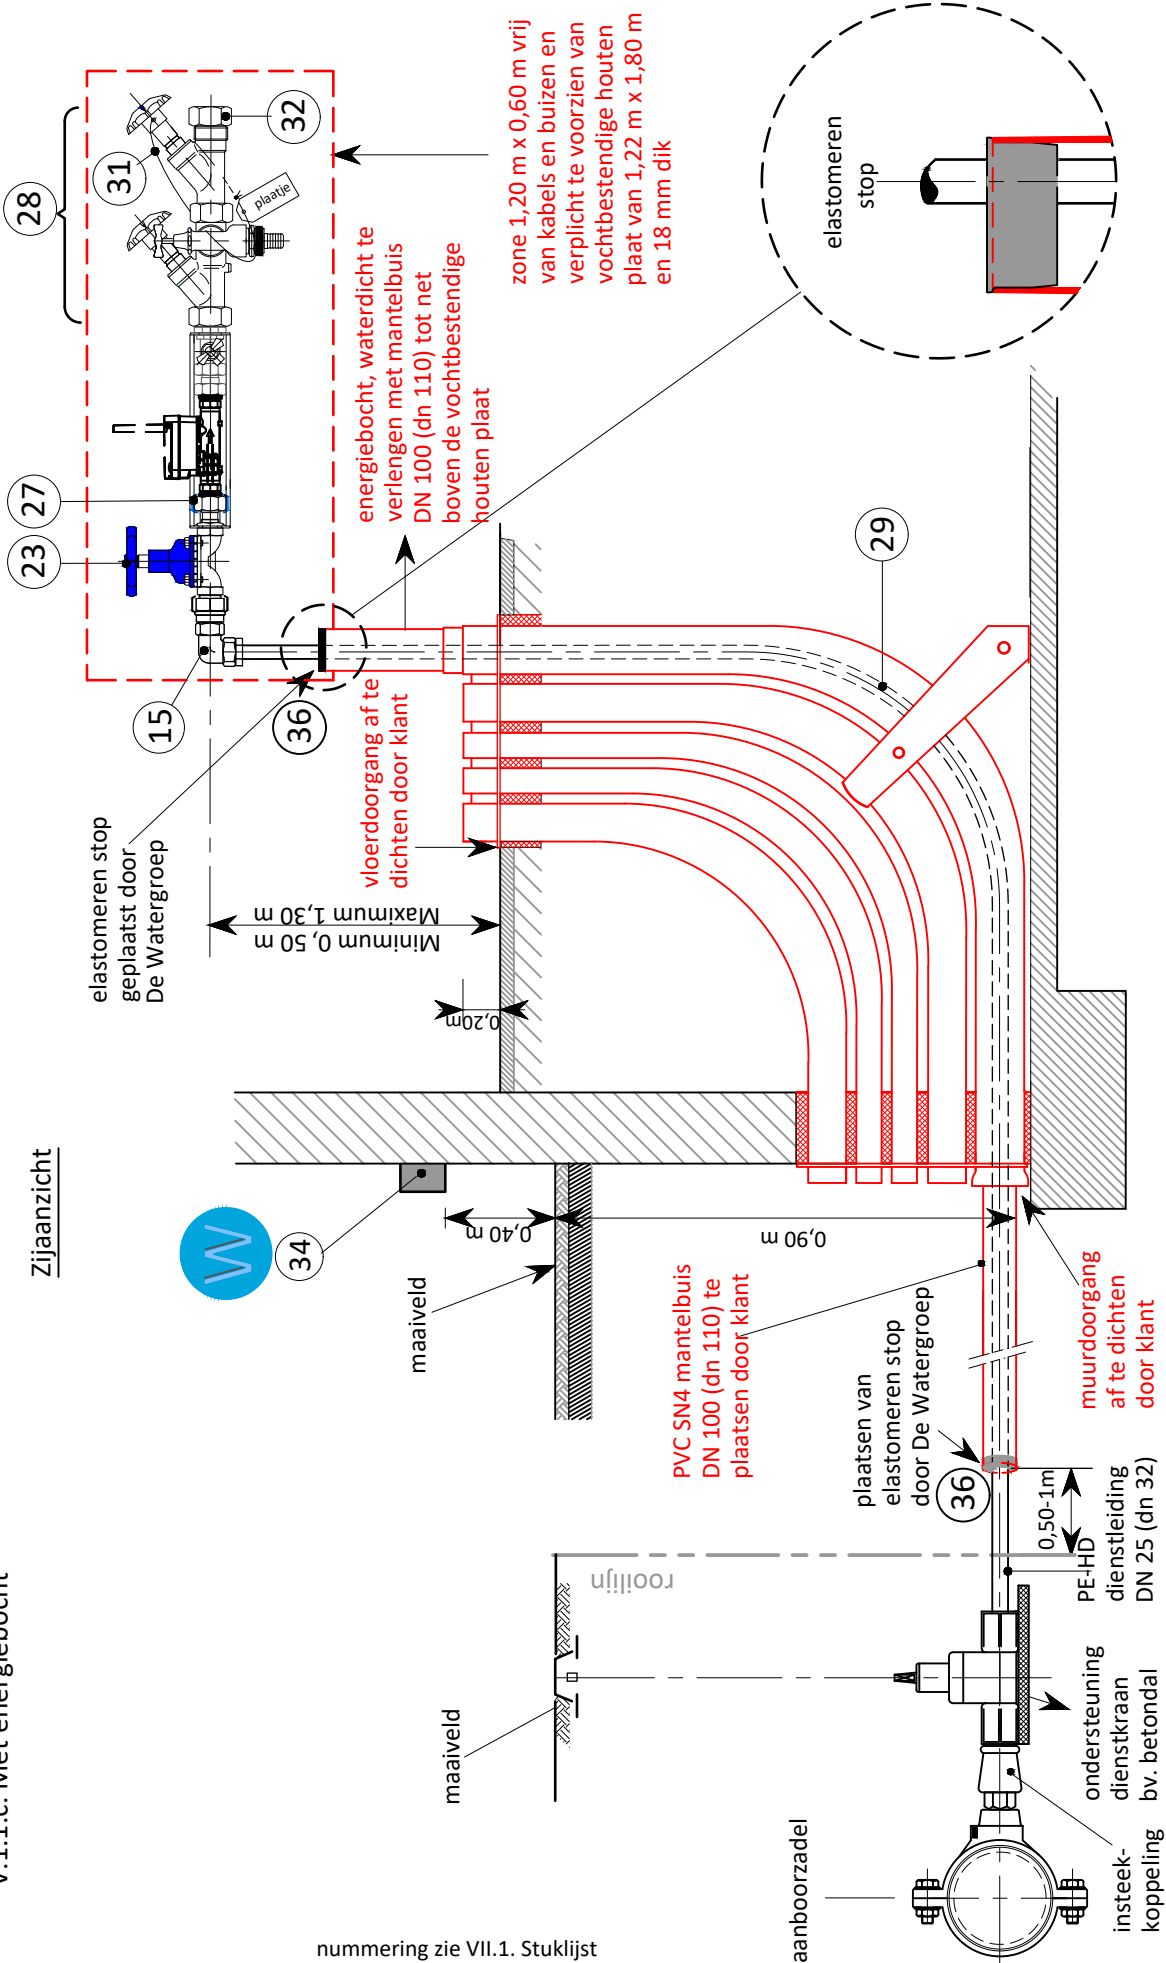 V.1.1.c. Met energiebocht
Zijaanzicht
28
31
32
plaatje
27
23
15
36
29
34
W
36
zone 1,20 m x 0,60 m vrij
van kabels en buizen en
verplicht te voorzien van
vochtbestendige houten
plaat van 1,22 m x 1,80 m
en 18 mm dik
elastomeren
stop
energiebocht, waterdicht te
verlengen met mantelbuis
DN 100 (dn 110) tot net
boven de vochtbestendige
houten plaat
elastomeren stop
geplaatst door
De Watergroep
vloerdoorgang af te
dichten door klant
Minimum 0,50 m
Maximum 1,30 m
0,20m
0,40 m
0,90 m
maaiveld
PVC SN4 mantelbuis
DN 100 (dn 110) te
plaatsen door klant
plaatsen van
elastomeren stop
door De Watergroep
muurdoorgang
af te dichten
door klant
0,50-1m
rooilijn
PE-HD
dienstleiding
DN 25 (dn 32)
maaiveld
ondersteuning
dienstkraan
bv. betondal
insteek-
koppeling
aanboorzadel
nummering zie VII.1. Stuklijst